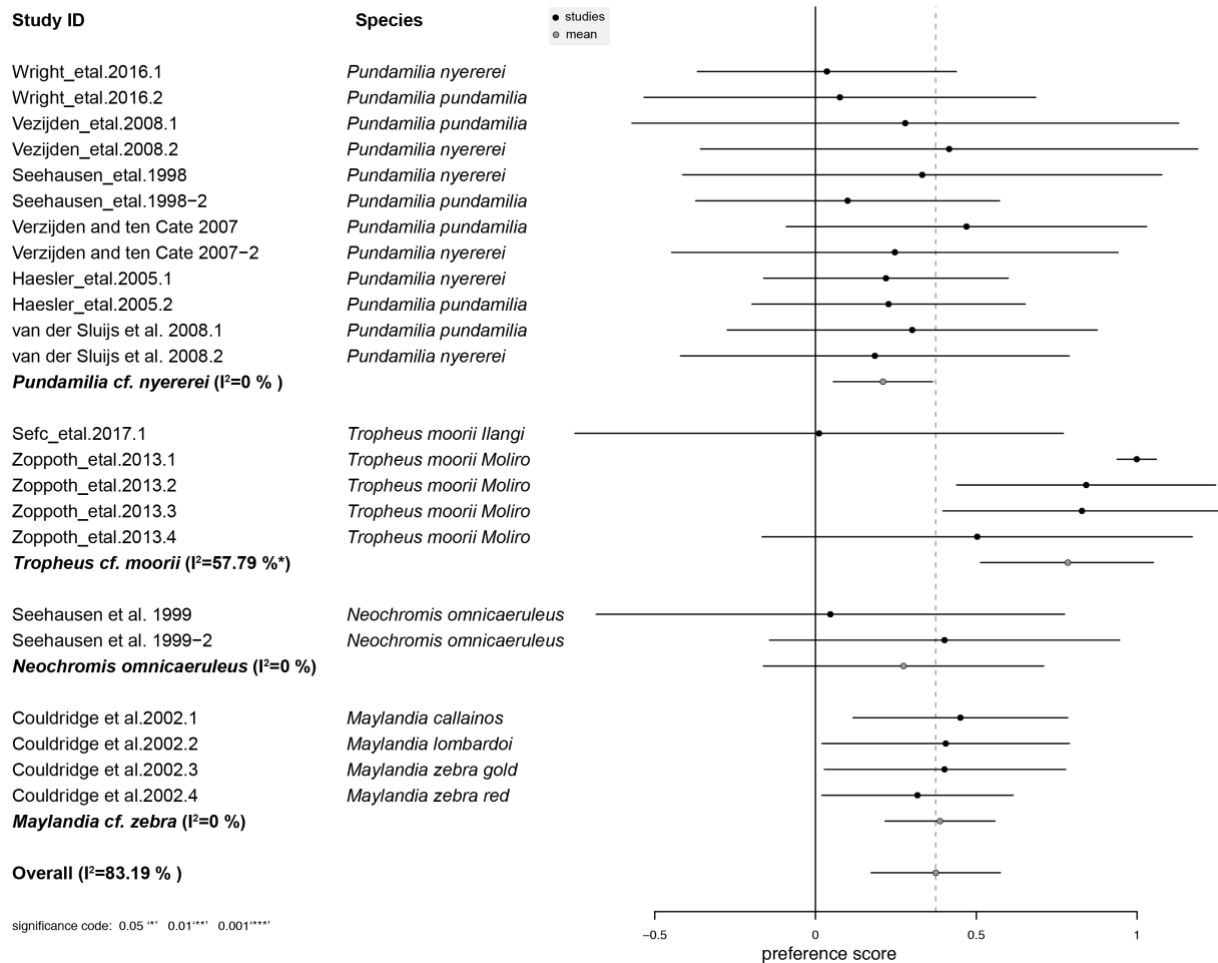 Study ID Species
studies
mean
Wright_etal.2016.1 Pundamilia nyererei
Wright_etal.2016.2 Pundamilia pundamilia
Vezijden_etal.2008.1 Pundamilia pundamilia
Vezijden_etal.2008.2 Pundamilia nyererei
Seehausen_etal.1998 Pundamilia nyererei
Seehausen_etal.1998−2 Pundamilia pundamilia
Verzijden and ten Cate 2007 Pundamilia pundamilia
Verzijden and ten Cate 2007−2 Pundamilia nyererei
Haesler_etal.2005.1 Pundamilia nyererei
Haesler_etal.2005.2 Pundamilia pundamilia
van der Sluijs et al. 2008.1 Pundamilia pundamilia
van der Sluijs et al. 2008.2 Pundamilia nyererei
Pundamilia cf. nyererei (I²=0 % )
Sefc_etal.2017.1 Tropheus moorii Ilangi
Zoppoth_etal.2013.1 Tropheus moorii Moliro
Zoppoth_etal.2013.2 Tropheus moorii Moliro
Zoppoth_etal.2013.3 Tropheus moorii Moliro
Zoppoth_etal.2013.4 Tropheus moorii Moliro
Tropheus cf. moorii (I²=57.79 %*)
Seehausen et al. 1999 Neochromis omnicaeruleus
Seehausen et al. 1999−2 Neochromis omnicaeruleus
Neochromis omnicaeruleus (I²=0 %)
Couldridge et al.2002.1 Maylandia callainos
Couldridge et al.2002.2 Maylandia lombardoi
Couldridge et al.2002.3 Maylandia zebra gold
Couldridge et al.2002.4 Maylandia zebra red
Maylandia cf. zebra (I²=0 %)
Overall (I²=83.19 % )
significance code: 0.05 ‘*’ 0.01‘**’ 0.001‘***’
−0.5 0 0.5 1
preference score